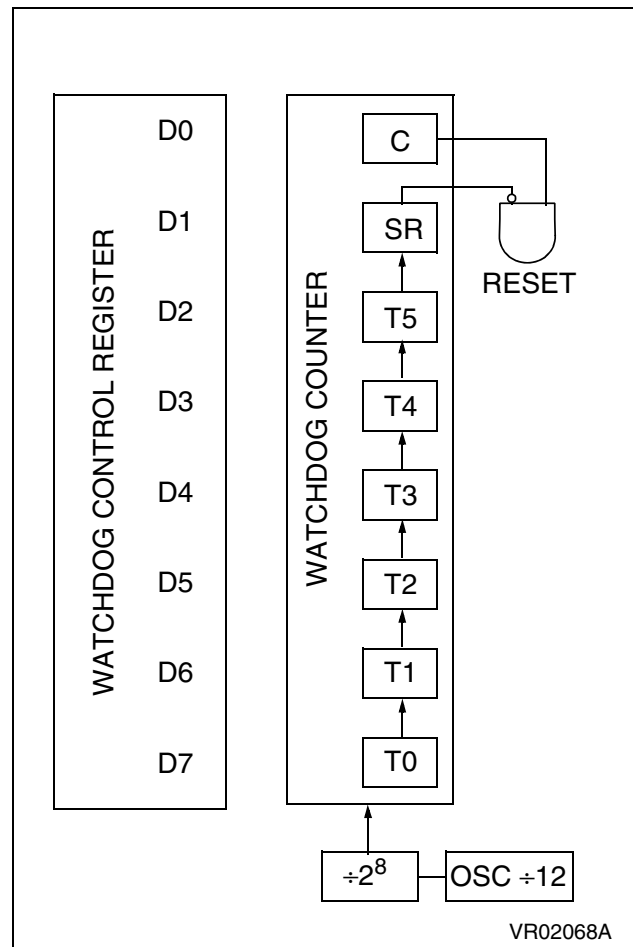 WATCHDOG CONTROL REGISTER
D0
D1
D2
D3
D4
D5
D6
D7
WATCHDOG COUNTER
C
SR
T5
T4
T3
T2
T1
T0
RESET
÷2⁸
OSC ÷12
VR02068A